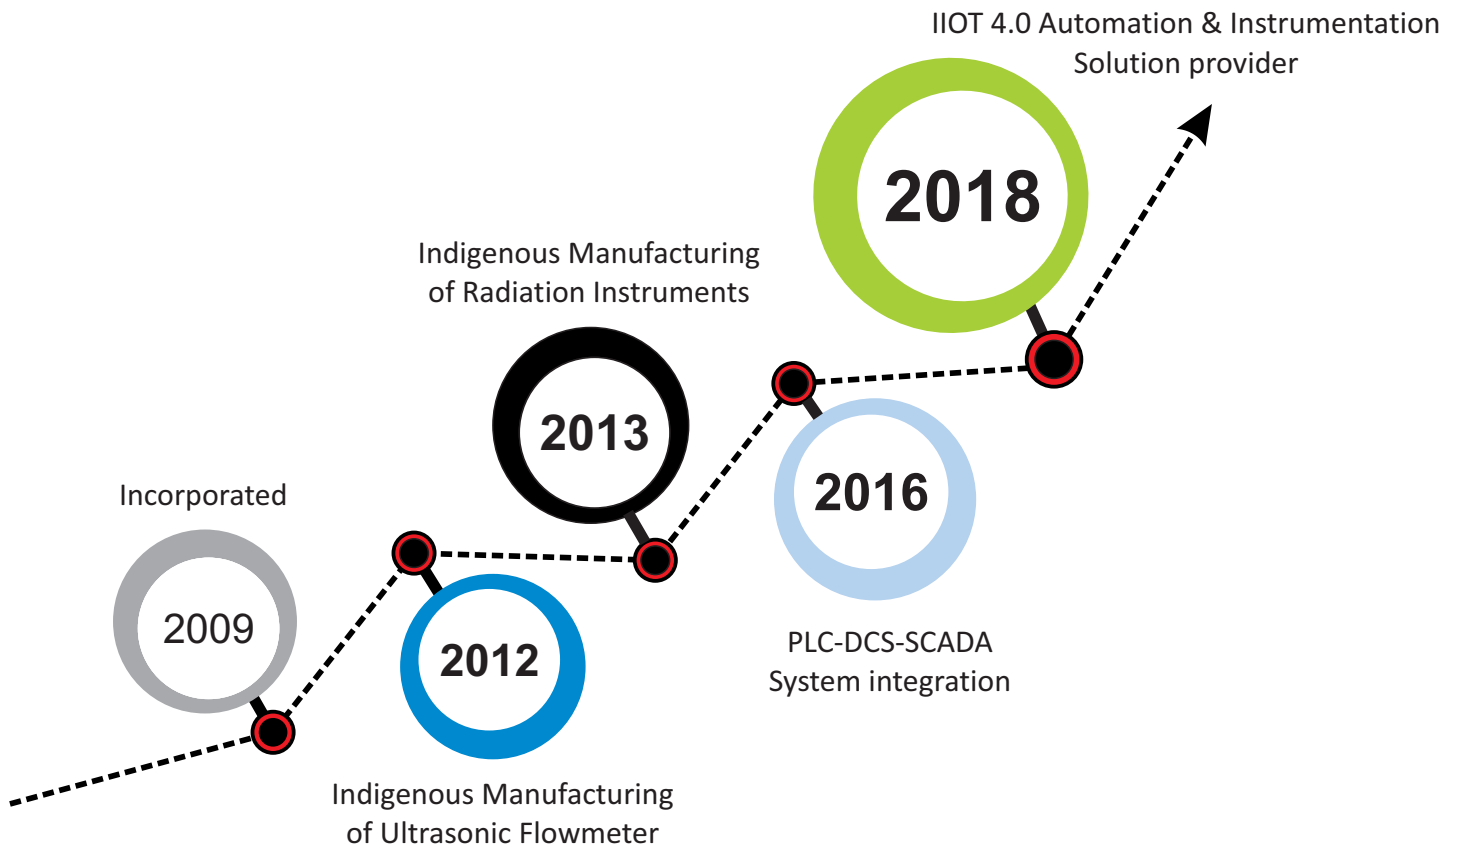 IIOT 4.0 Automation & Instrumentation
Solution provider
2018
Indigenous Manufacturing
of Radiation Instruments
2013
2016
PLC-DCS-SCADA
System integration
Incorporated
2009
2012
Indigenous Manufacturing
of Ultrasonic Flowmeter